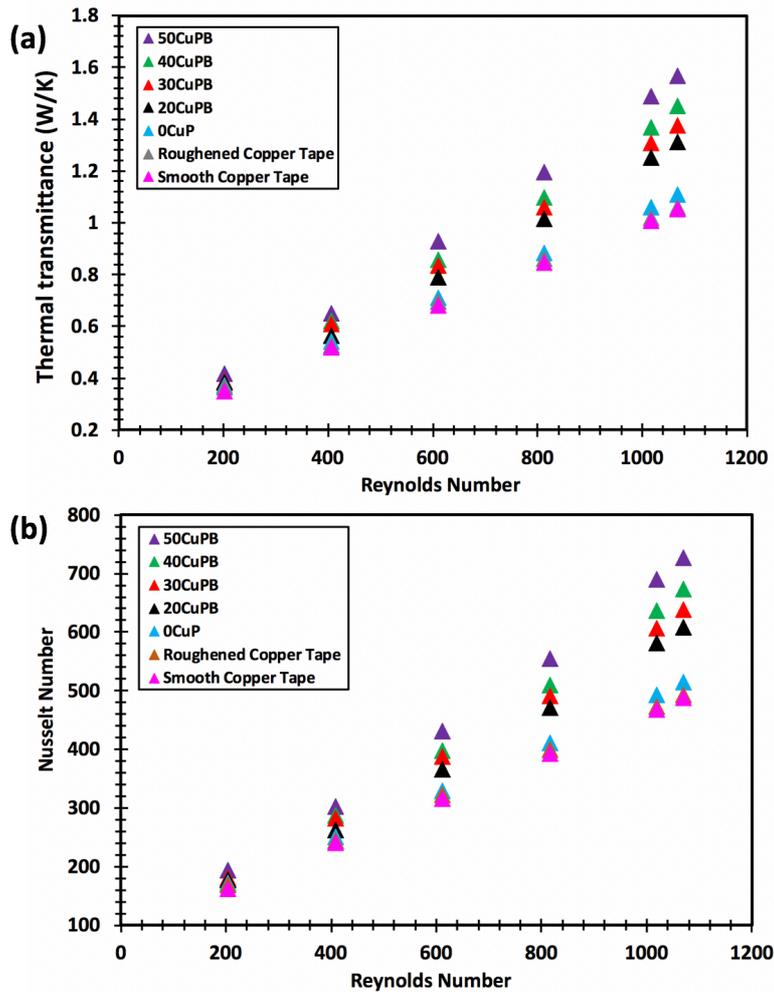 (a)
1.8
1.6
1.4
1.2
1
0.8
0.6
0.4
0.2
Thermal transmittance (W/K)
50CuPB
40CuPB
30CuPB
20CuPB
0CuP
Roughened Copper Tape
Smooth Copper Tape
0 200 400 600 800 1000 1200
Reynolds Number
(b)
800
700
600
500
400
300
200
100
Nusselt Number
50CuPB
40CuPB
30CuPB
20CuPB
0CuP
Roughened Copper Tape
Smooth Copper Tape
0 200 400 600 800 1000 1200
Reynolds Number